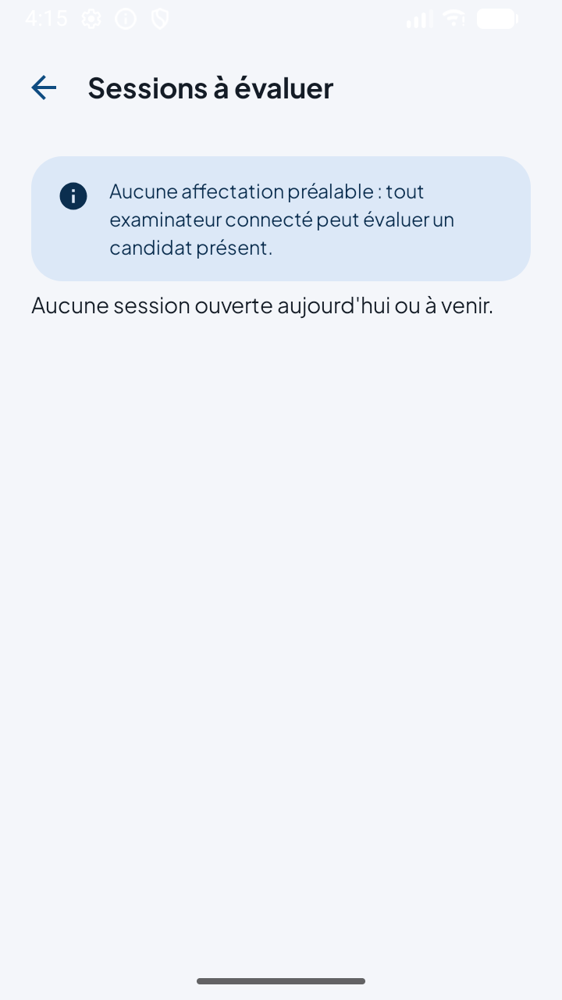 4:15
Sessions à évaluer
Aucune affectation préalable : tout
examinateur connecté peut évaluer un
candidat présent.
Aucune session ouverte aujourd'hui ou à venir.